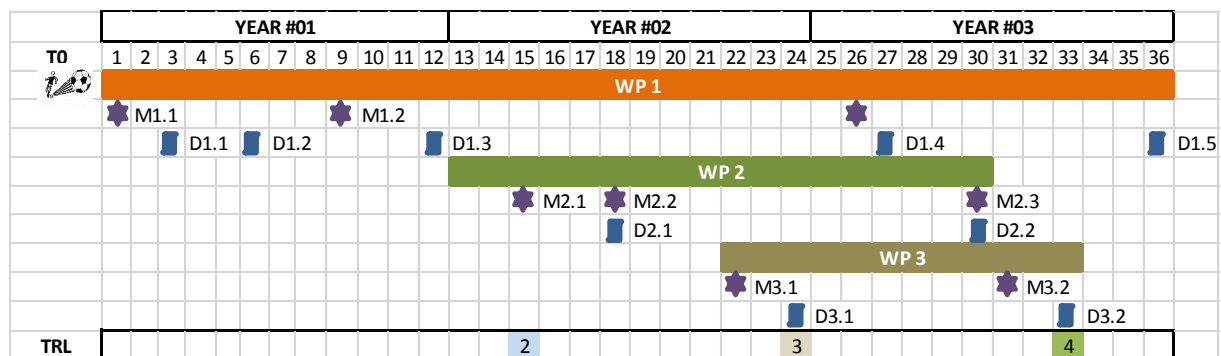 YEAR #01 YEAR #02 YEAR #03
T0 1 2 3 4 5 6 7 8 9 10 11 12 13 14 15 16 17 18 19 20 21 22 23 24 25 26 27 28 29 30 31 32 33 34 35 36
WP 1
M1.1 M1.2
D1.1 D1.2 D1.3 D1.4 D1.5
WP 2
M2.1 M2.2 M2.3
D2.1 D2.2
WP 3
M3.1 M3.2
D3.1 D3.2
TRL 2 3 4